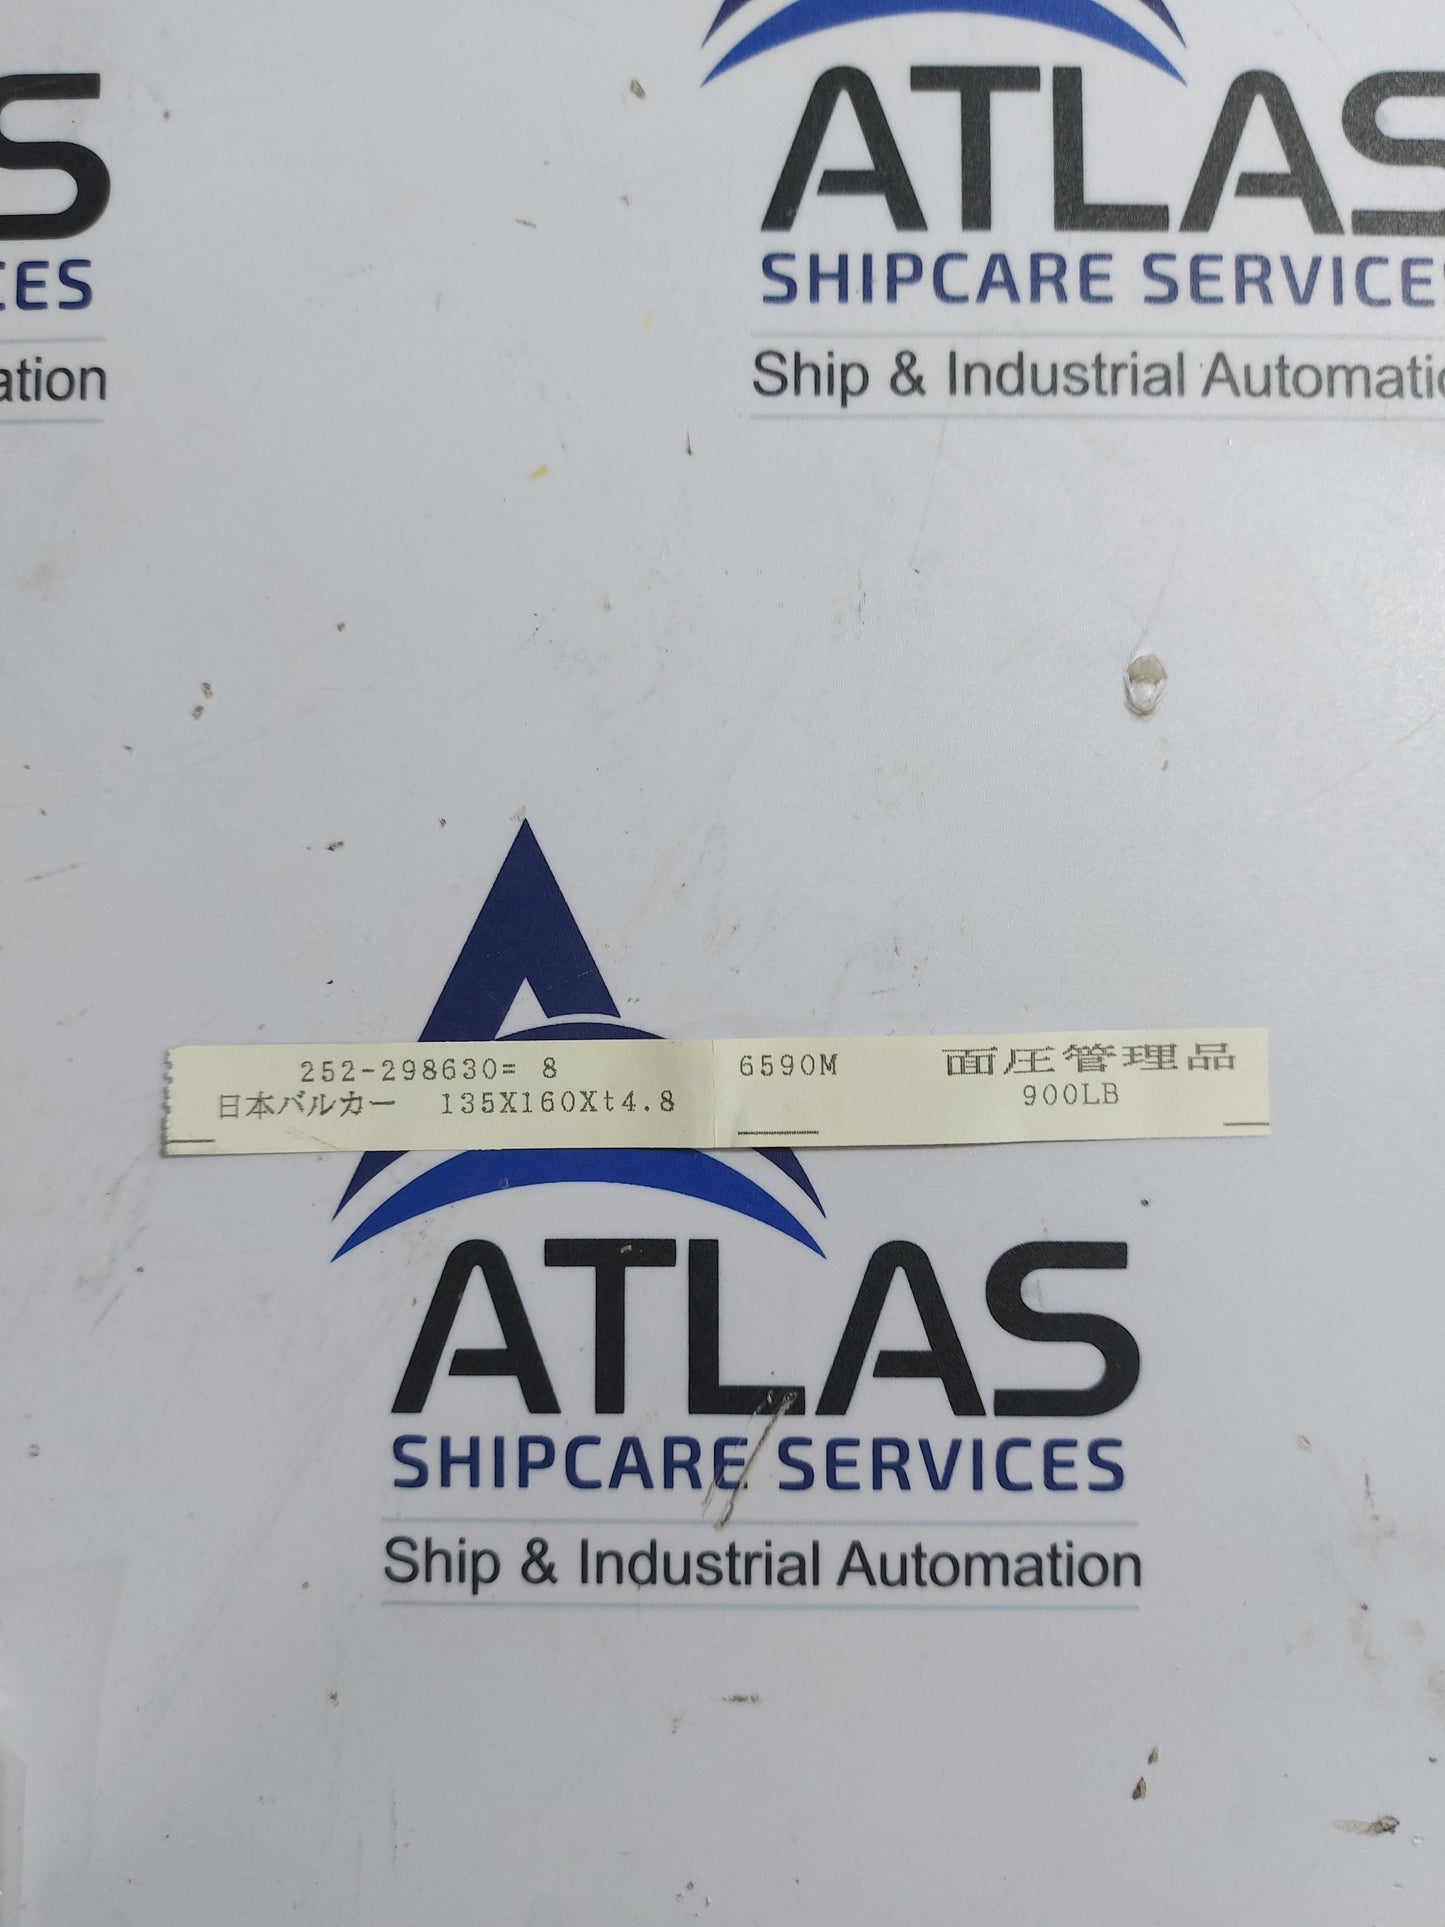 S
CES
ation
ATLAS
SHIPCARE SERVICE
Ship & Industrial Automatio
252-298630= 8 6590M 面圧管理品
日本バルカー 135X160Xt4.8 900LB
ATLAS
SHIPCARE SERVICES
Ship & Industrial Automation